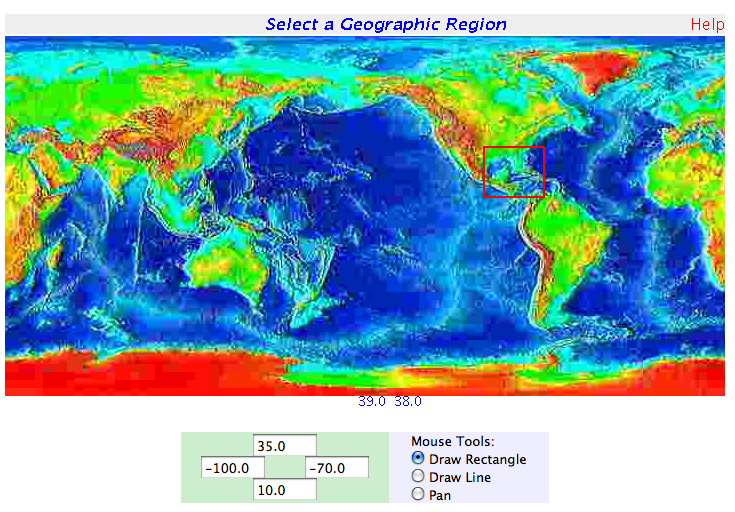 Select a Geographic Region Help
39.0 38.0
35.0
-100.0 -70.0
10.0
Mouse Tools:
Draw Rectangle
Draw Line
Pan